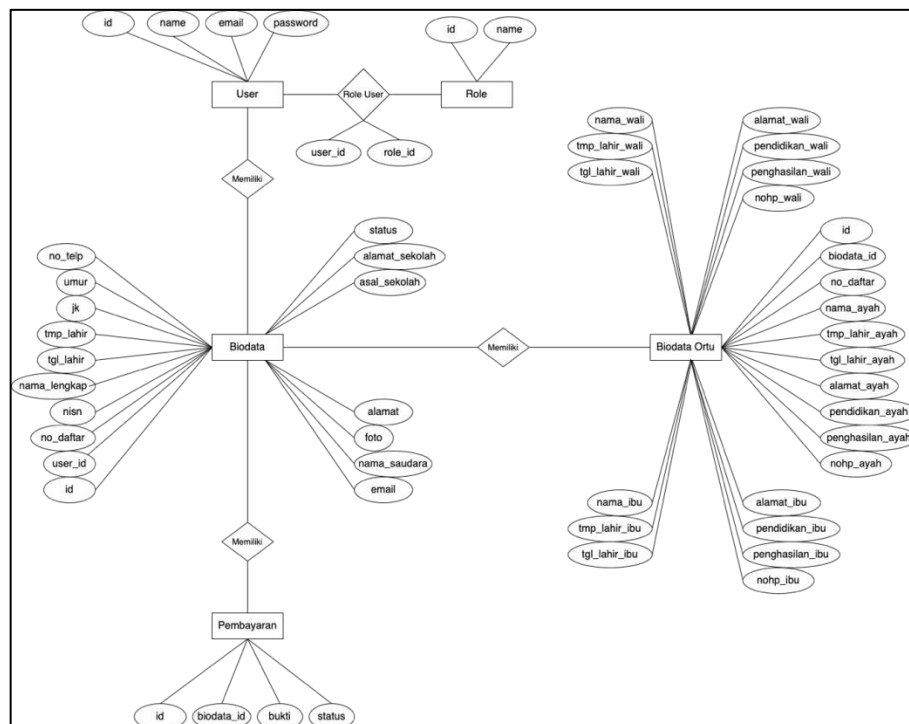 id
name
email
password
id
name
User
Role User
Role
user_id
role_id
Memiliki
nama_wali
tmp_lahir_wali
tgl_lahir_wali
alamat_wali
pendidikan_wali
penghasilan_wali
nohp_wali
no_telp
umur
jk
tmp_lahir
tgl_lahir
nama_lengkap
nisn
no_daftar
user_id
id
status
alamat_sekolah
asal_sekolah
Biodata
Memiliki
Biodata Ortu
id
biodata_id
no_daftar
nama_ayah
tmp_lahir_ayah
tgl_lahir_ayah
alamat_ayah
pendidikan_ayah
penghasilan_ayah
nohp_ayah
alamat
foto
nama_saudara
email
nama_ibu
tmp_lahir_ibu
tgl_lahir_ibu
alamat_ibu
pendidikan_ibu
penghasilan_ibu
nohp_ibu
Memiliki
Pembayaran
id
biodata_id
bukti
status